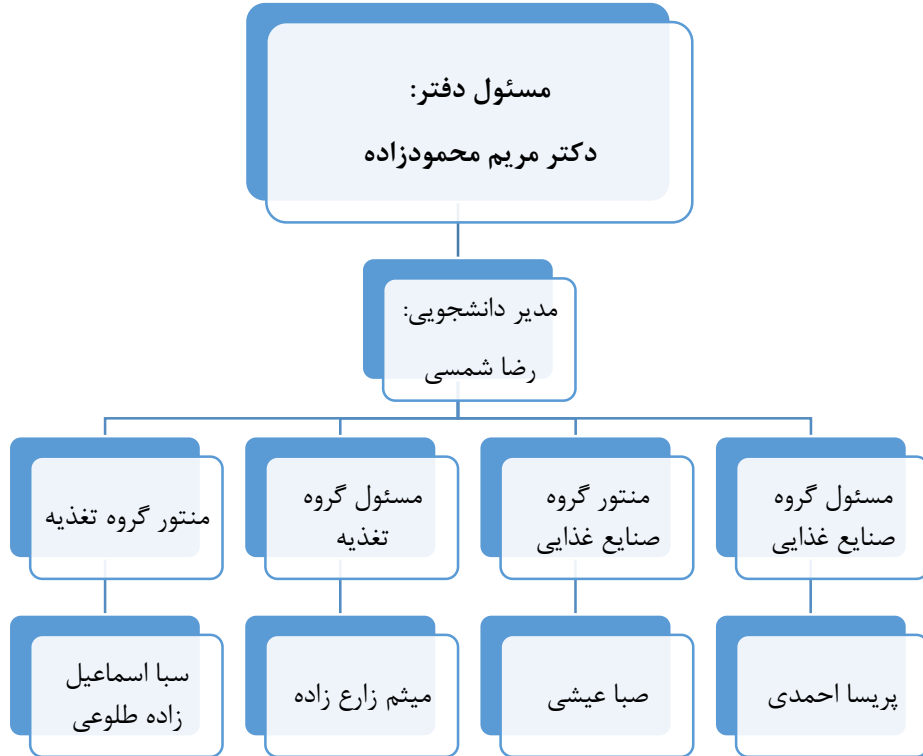 مسئول دفتر:
دکتر مریم محمودزاده
مدیر دانشجویی:
رضا شمسی
مسئول گروه
صنایع غذایی
منتور گروه
صنایع غذایی
مسئول گروه
تغذیه
منتور گروه تغذیه
پریسا احمدی
صبا عیشی
میثم زارع زاده
سبا اسماعیل
زاده طلوعی